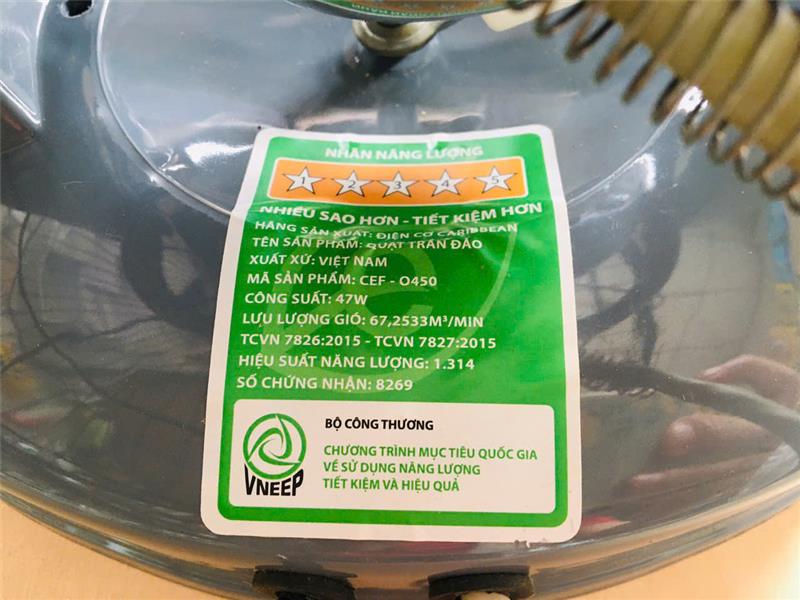 NHÃN NĂNG LƯỢNG
1 2 3 4 5
NHIỀU SAO HƠN - TIẾT KIỆM HƠN
HÃNG SẢN XUẤT: ĐIỆN CƠ CARIBBEAN
TÊN SẢN PHẨM: QUẠT TRẦN ĐẢO
XUẤT XỨ: VIỆT NAM
MÃ SẢN PHẨM: CEF - O450
CÔNG SUẤT: 47W
LƯU LƯỢNG GIÓ: 67,2533M³/MIN
TCVN 7826:2015 - TCVN 7827:2015
HIỆU SUẤT NĂNG LƯỢNG: 1.314
SỐ CHỨNG NHẬN: 8269
BỘ CÔNG THƯƠNG
CHƯƠNG TRÌNH MỤC TIÊU QUỐC GIA
VỀ SỬ DỤNG NĂNG LƯỢNG
TIẾT KIỆM VÀ HIỆU QUẢ
VNEEP